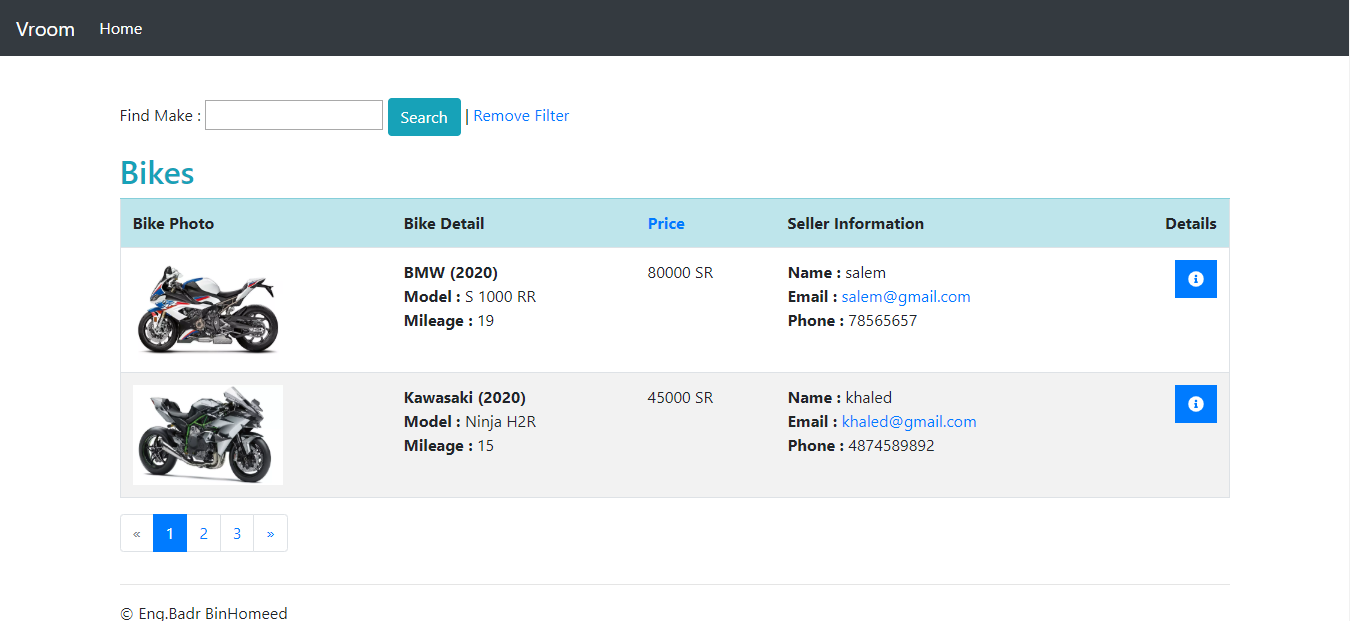 Vroom Home
Find Make : Search | Remove Filter
Bikes
Bike Photo Bike Detail Price Seller Information Details
BMW (2020) 80000 SR Name : salem
Model : S 1000 RR Email : salem@gmail.com
Mileage : 19 Phone : 78565657
Kawasaki (2020) 45000 SR Name : khaled
Model : Ninja H2R Email : khaled@gmail.com
Mileage : 15 Phone : 4874589892
« 1 2 3 »
© Eng.Badr BinHomeed